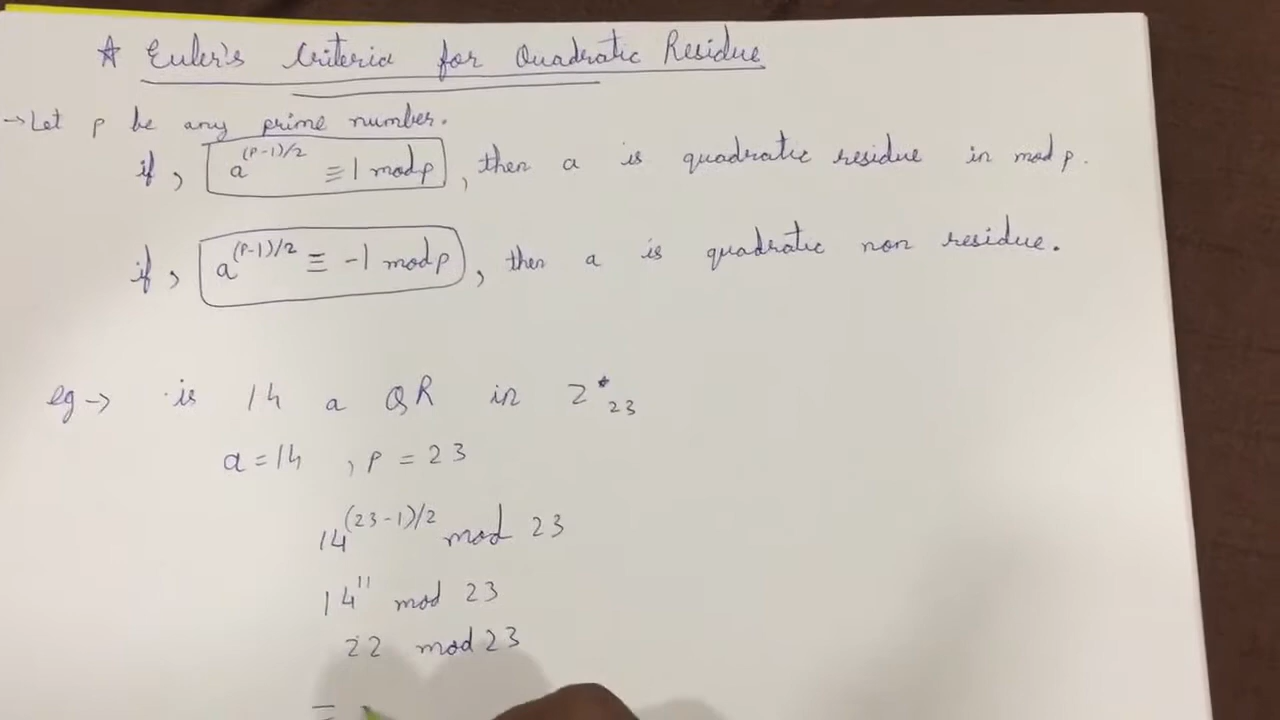 ☆ Euler's Criteria for Quadratic Residue
→ Let p be any prime number.
if, a^(P-1)/2 ≡ 1 mod p, then a is quadratic residue in mod p.
if, a^(P-1)/2 ≡ -1 mod p, then a is quadratic non residue.
eg → is 14 a QR in Z*₂₃
a = 14 , p = 23
14^(23-1)/2 mod 23
14^11 mod 23
22 mod 23